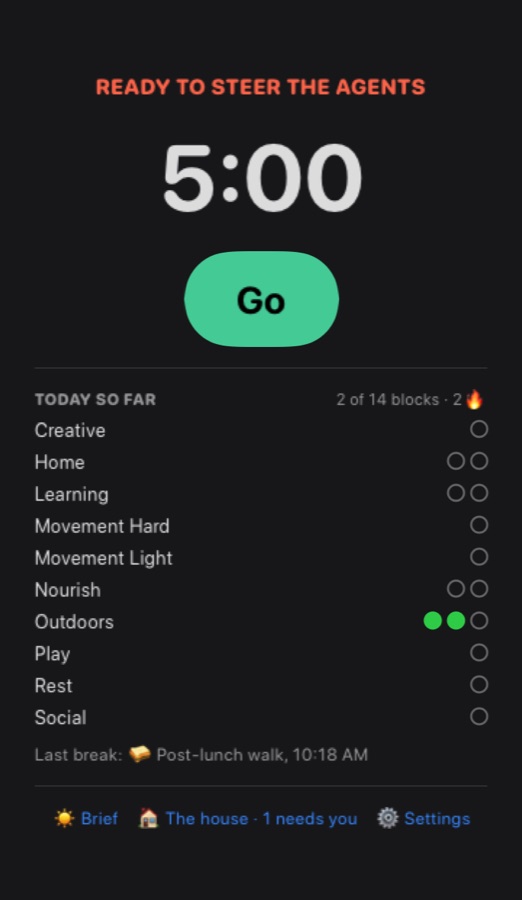 READY TO STEER THE AGENTS
5:00
Go
TODAY SO FAR 2 of 14 blocks · 2🔥
Creative
Home
Learning
Movement Hard
Movement Light
Nourish
Outdoors
Play
Rest
Social
Last break: 🥪 Post-lunch walk, 10:18 AM
☀️ Brief 🏠 The house · 1 needs you ⚙️ Settings